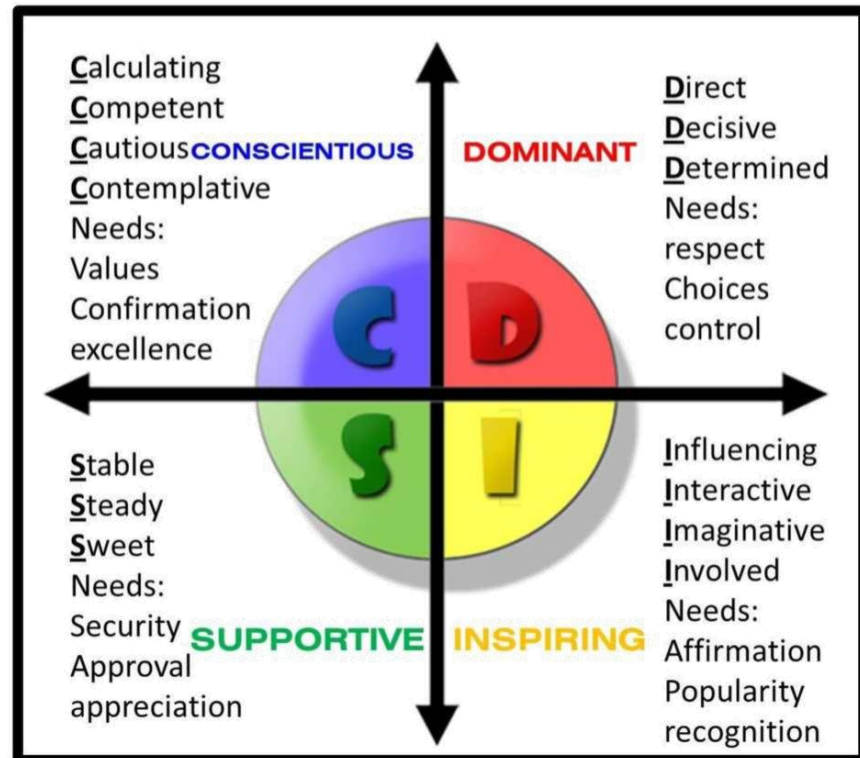 Calculating
Competent
Cautious
Contemplative
Needs:
Values
Confirmation
excellence
CONSCIENTIOUS
DOMINANT
Direct
Decisive
Determined
Needs:
respect
Choices
control
C
D
S
I
Stable
Steady
Sweet
Needs:
Security
Approval
appreciation
SUPPORTIVE
INSPIRING
Influencing
Interactive
Imaginative
Involved
Needs:
Affirmation
Popularity
recognition